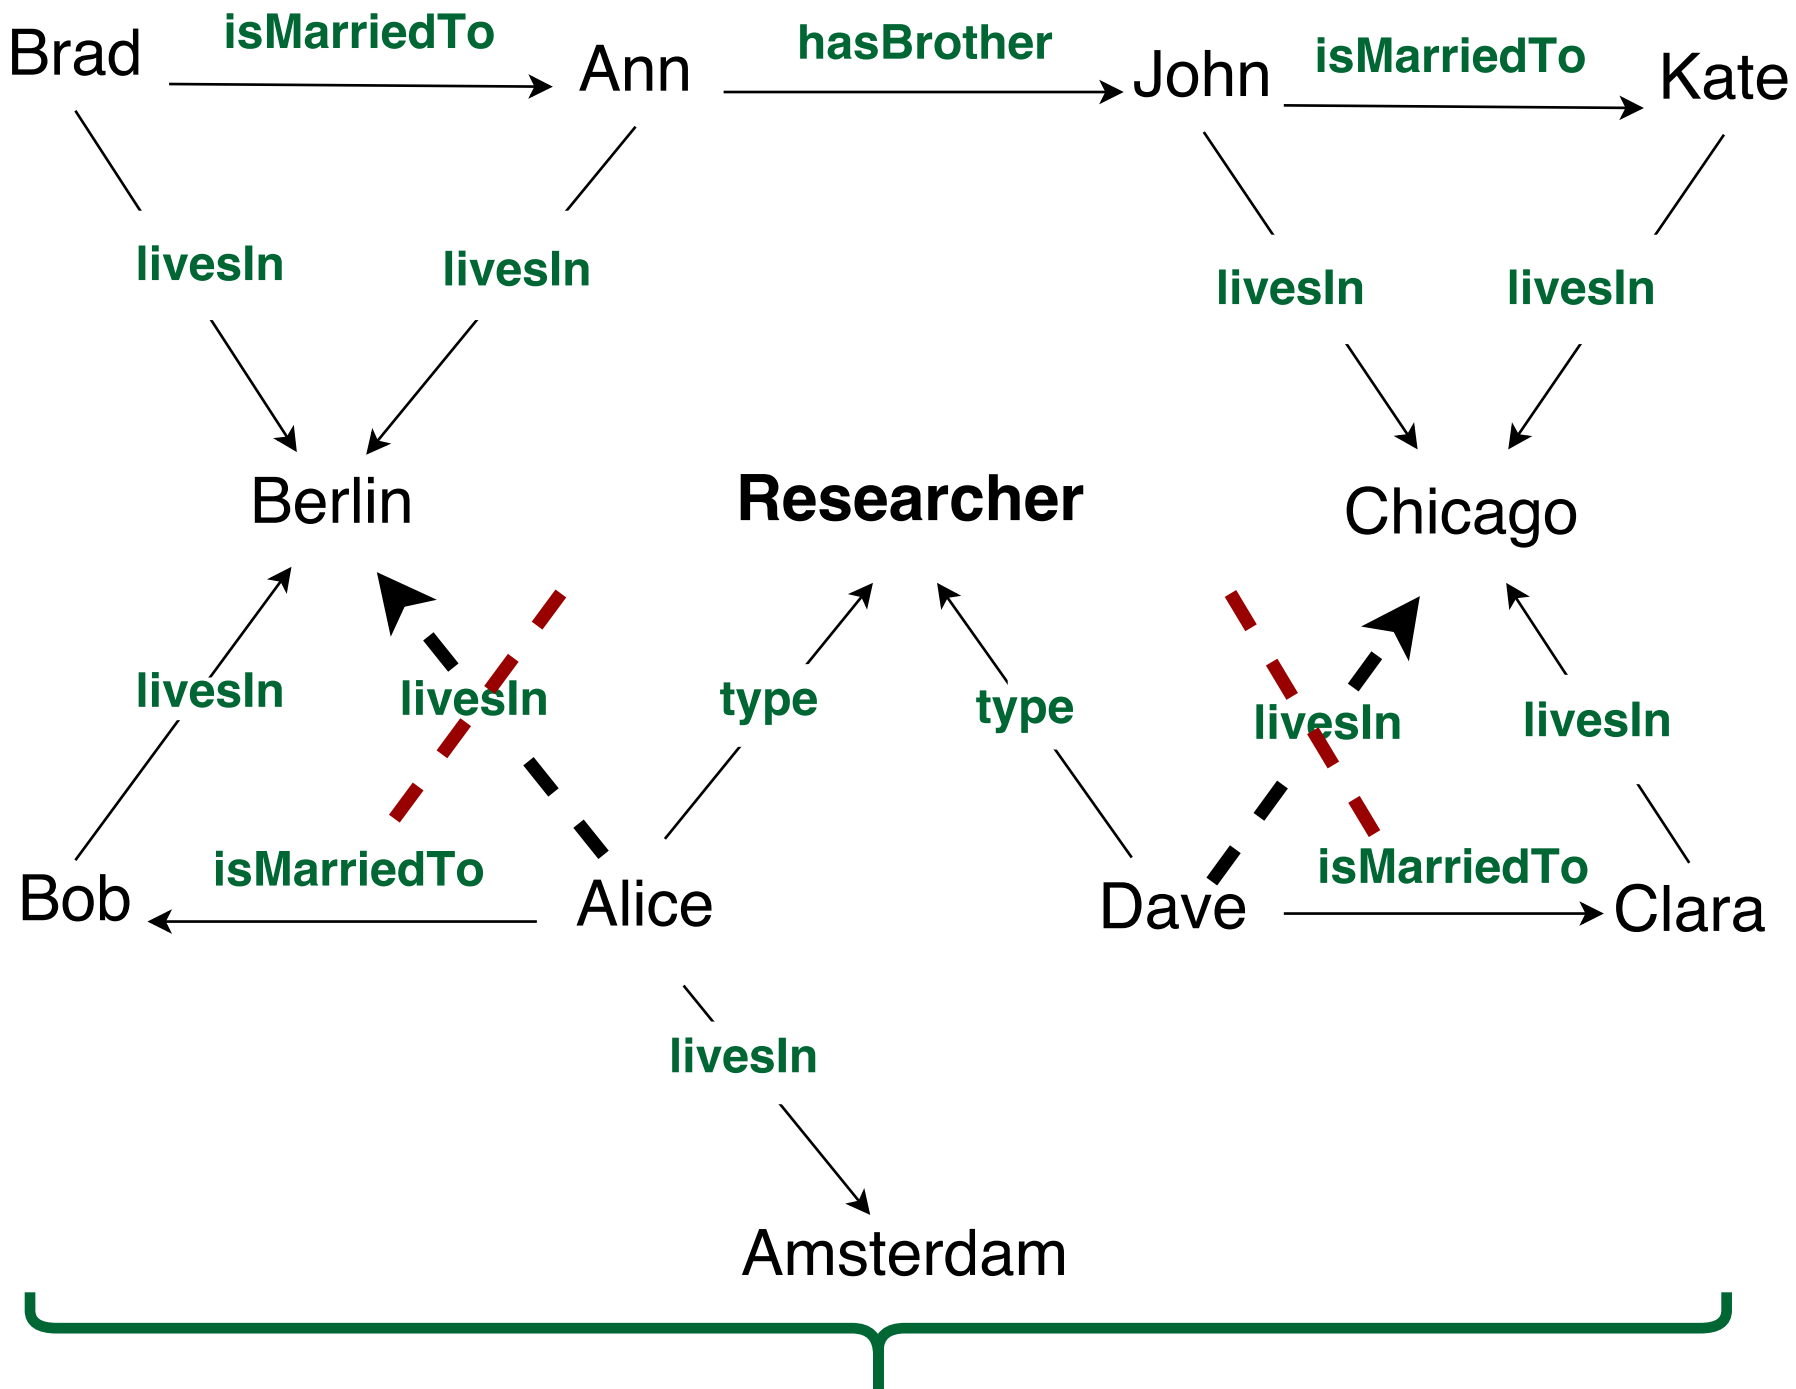 Brad
isMarriedTo
Ann
hasBrother
John
isMarriedTo
Kate
livesIn
livesIn
livesIn
livesIn
Berlin
Researcher
Chicago
livesIn
livesIn
type
type
livesIn
livesIn
Bob
isMarriedTo
Alice
Dave
isMarriedTo
Clara
livesIn
Amsterdam